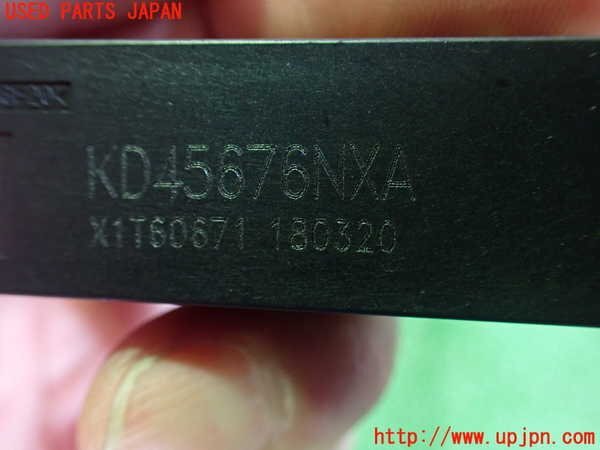 USED PARTS JAPAN
KD45676NXA
X1T60671 180320
http://www.upjpn.com